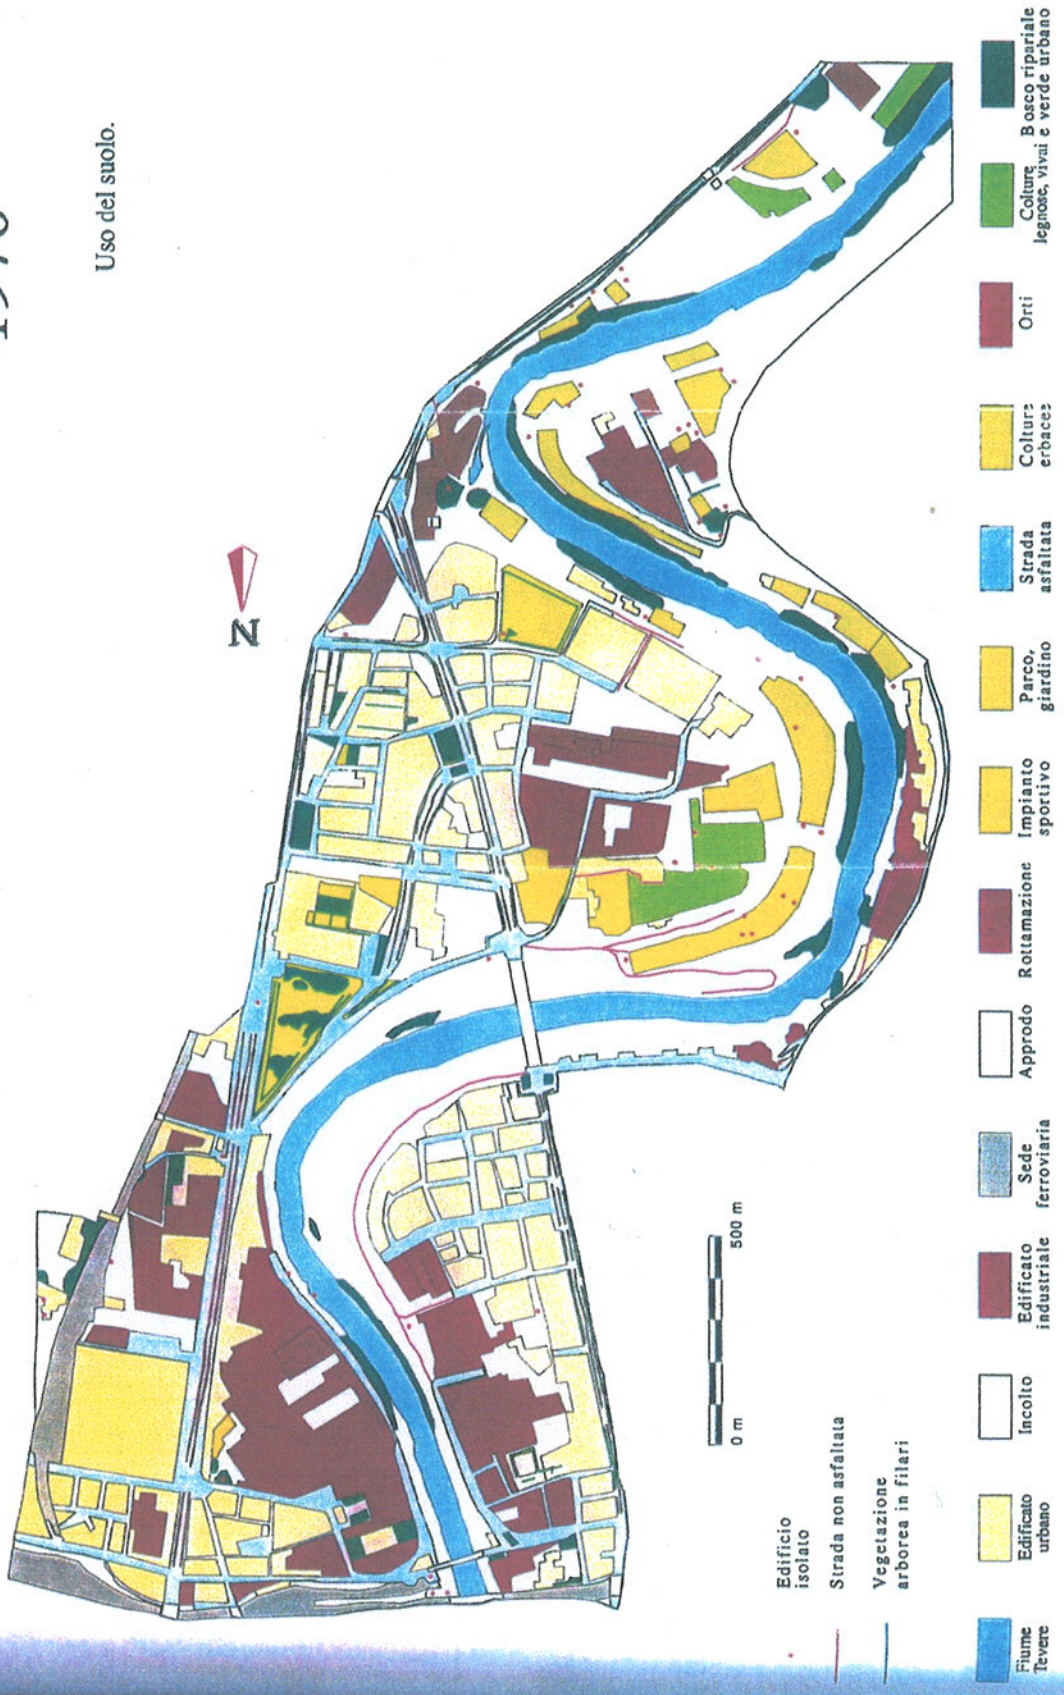 Uso del suolo.
N
0 m
500 m
Edificio
isolato
Strada non asfaltata
Vegetazione
arborea in filari
Fiume
Tevere
Edificato
urbano
Incolto
Edificato
industriale
Sede
ferroviaria
Approdo
Rottamazione
Impianto
sportivo
Parco,
giardino
Strada
asfaltata
Colture
erbacee
Orti
Colture
legnose, vivai
Bosco ripariale
e verde urbano